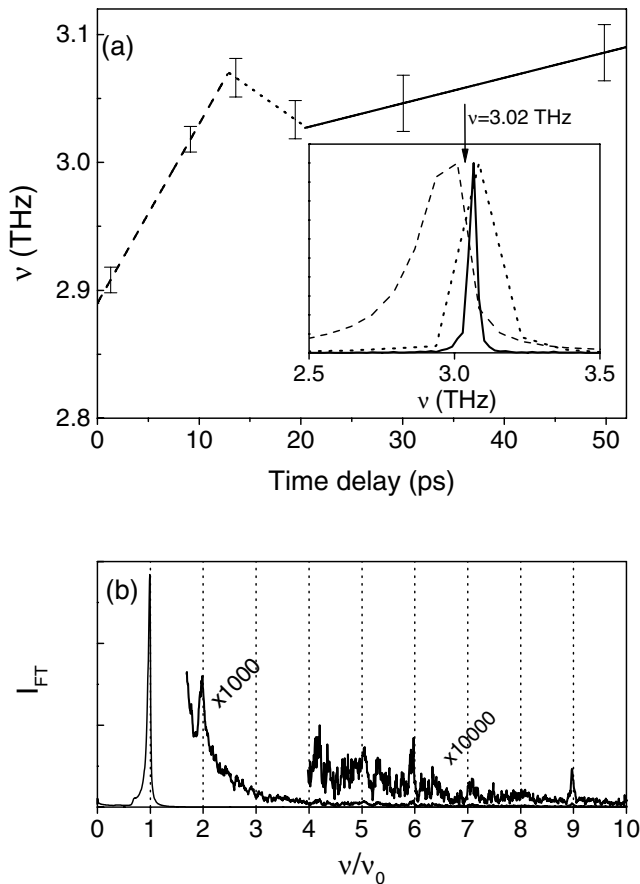 (a)
3.1
3.0
2.9
2.8
ν (THz)
ν=3.02 THz
2.5 3.0 3.5
ν (THz)
0 10 20 30 40 50
Time delay (ps)
(b)
I_FT
x1000
x10000
0 1 2 3 4 5 6 7 8 9 10
ν/ν₀